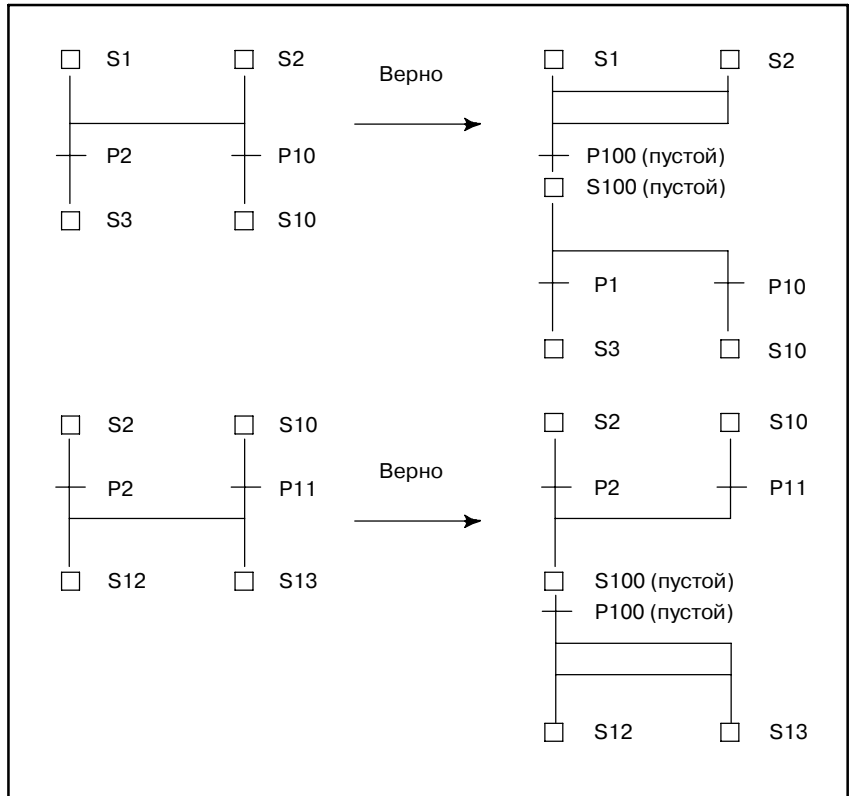 S1 S2 Верно S1 S2
P2 P10 P100 (пустой)
S3 S10 S100 (пустой)
P1 P10
S3 S10
S2 S10 S2 S10
Верно
P2 P11 P2 P11
S12 S13 S100 (пустой)
P100 (пустой)
S12 S13